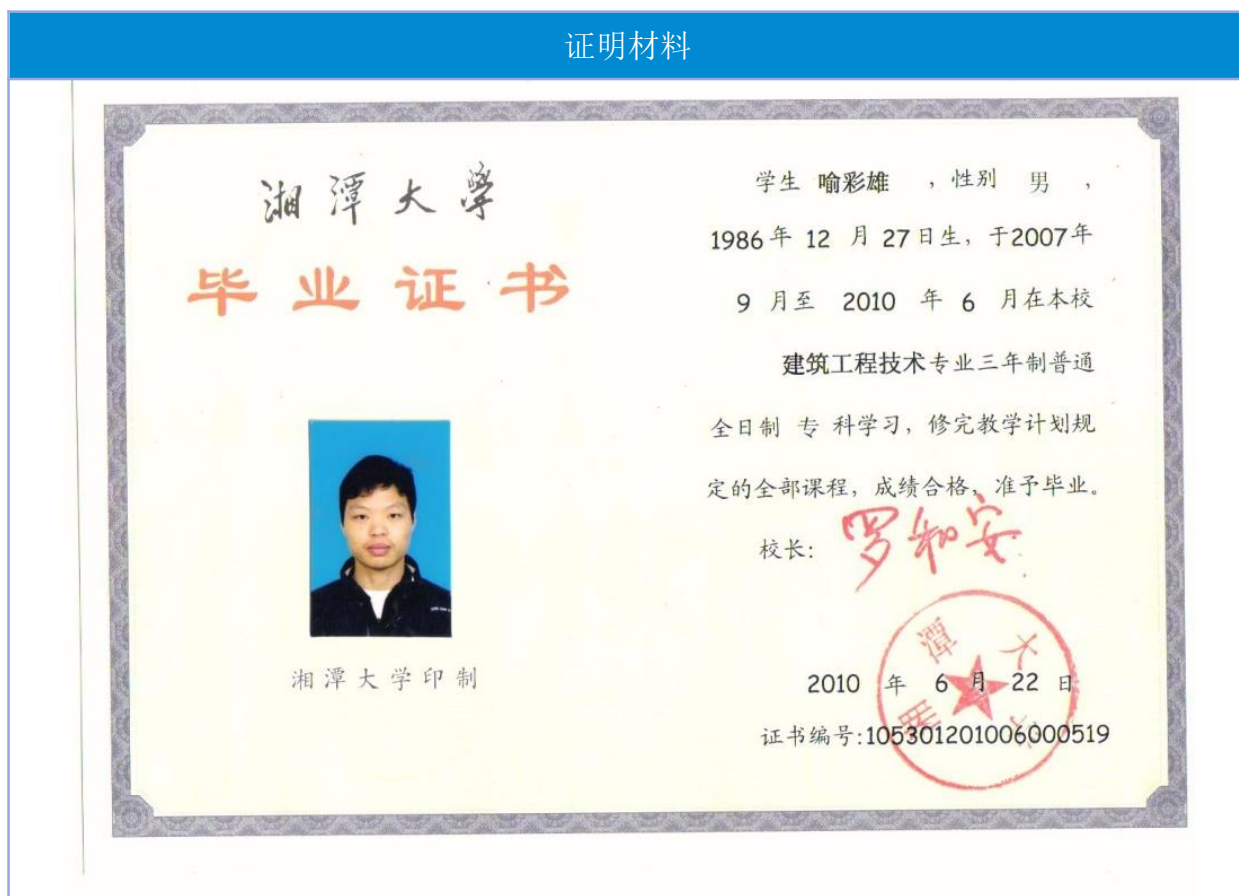 证明材料
湘潭大學
毕业证书
湘潭大学印制
学生 喻彩雄 ，性别 男 ，
1986年 12 月 27日生，于2007年
9 月至 2010 年 6 月在本校
建筑工程技术专业三年制普通
全日制 专 科学习，修完教学计划规
定的全部课程，成绩合格，准予毕业。
校长：罗和安
湘潭大学
2010 年 6 月 22 日
证书编号:105301201006000519